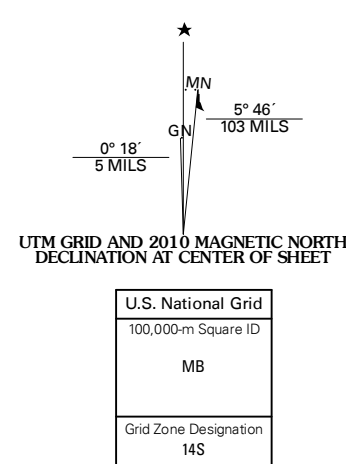 MN
5° 46´
103 MILS
GN
0° 18´
5 MILS
UTM GRID AND 2010 MAGNETIC NORTH
DECLINATION AT CENTER OF SHEET
U.S. National Grid
100,000-m Square ID
MB
Grid Zone Designation
14S